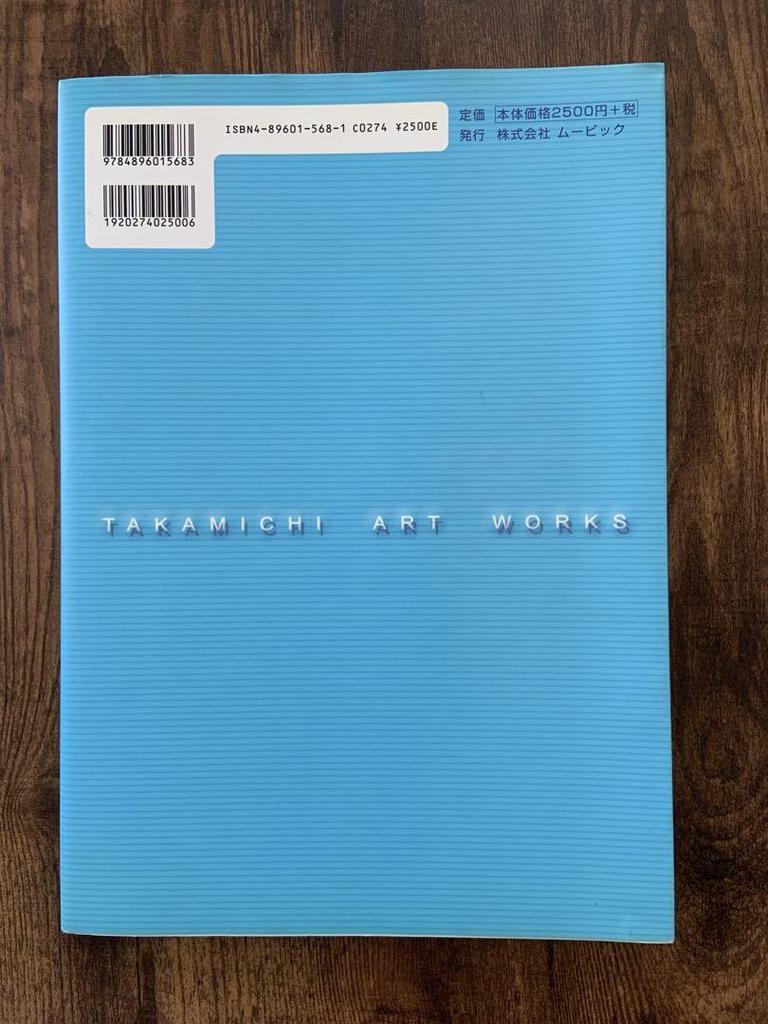 ISBN4-89601-568-1 C0274 ¥2500E
定価 本体価格2500円+税
発行 株式会社 ムービック
9784896015683
1920274025006
TAKAMICHI ART WORKS